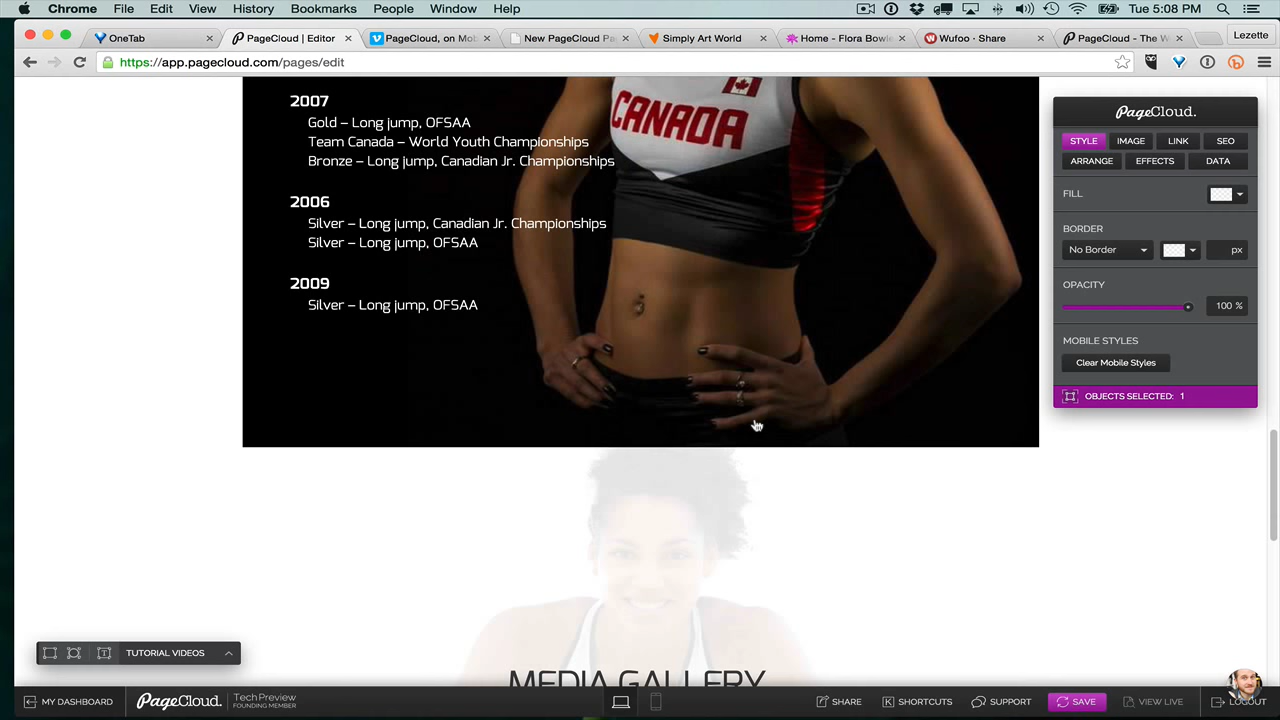 Chrome File Edit View History Bookmarks People Window Help Tue 5:08 PM
OneTab PageCloud | Editor PageCloud, on Mob New PageCloud Pa Simply Art World Home - Flora Bowle Wufoo · Share PageCloud - The W Lezette
https://app.pagecloud.com/pages/edit
CANADA
2007
Gold – Long jump, OFSAA
Team Canada – World Youth Championships
Bronze – Long jump, Canadian Jr. Championships
2006
Silver – Long jump, Canadian Jr. Championships
Silver – Long jump, OFSAA
2009
Silver – Long jump, OFSAA
PageCloud.
STYLE IMAGE LINK SEO
ARRANGE EFFECTS DATA
FILL
BORDER
No Border px
OPACITY
100 %
MOBILE STYLES
Clear Mobile Styles
OBJECTS SELECTED: 1
MEDIA GALLERY
TUTORIAL VIDEOS
MY DASHBOARD PageCloud. Tech Preview
FOUNDING MEMBER
SHARE SHORTCUTS SUPPORT SAVE VIEW LIVE LOGOUT